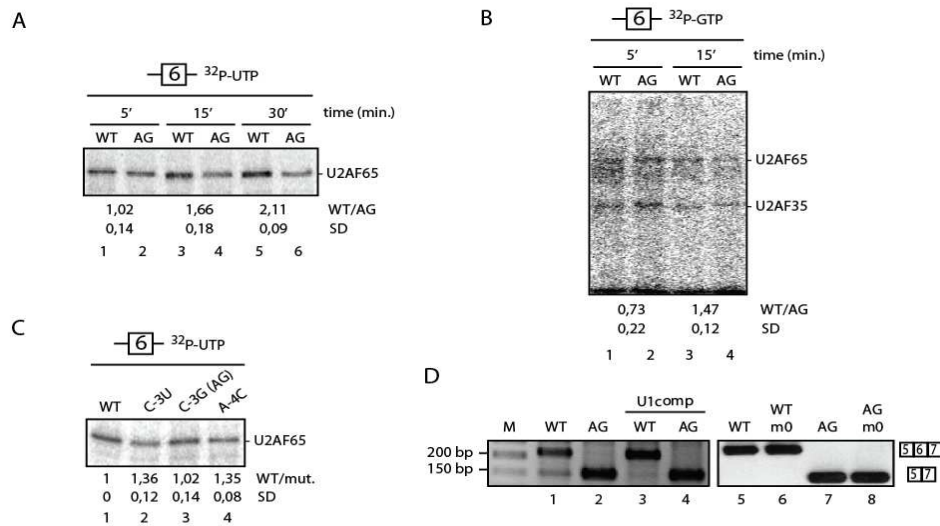 A
6 32P-UTP
5’ 15’ 30’ time (min.)
WT AG WT AG WT AG
U2AF65
1,02 1,66 2,11 WT/AG
0,14 0,18 0,09 SD
1 2 3 4 5 6
B
6 32P-GTP
5’ 15’ time (min.)
WT AG WT AG
U2AF65
U2AF35
0,73 1,47 WT/AG
0,22 0,12 SD
1 2 3 4
C
6 32P-UTP
WT C-3U C-3G (AG) A-4C
U2AF65
1 1,36 1,02 1,35 WT/mut.
0 0,12 0,14 0,08 SD
1 2 3 4
D
U1comp
M WT AG WT AG WT WT m0 AG AG m0
200 bp 5 6 7
150 bp 5 7
1 2 3 4 5 6 7 8